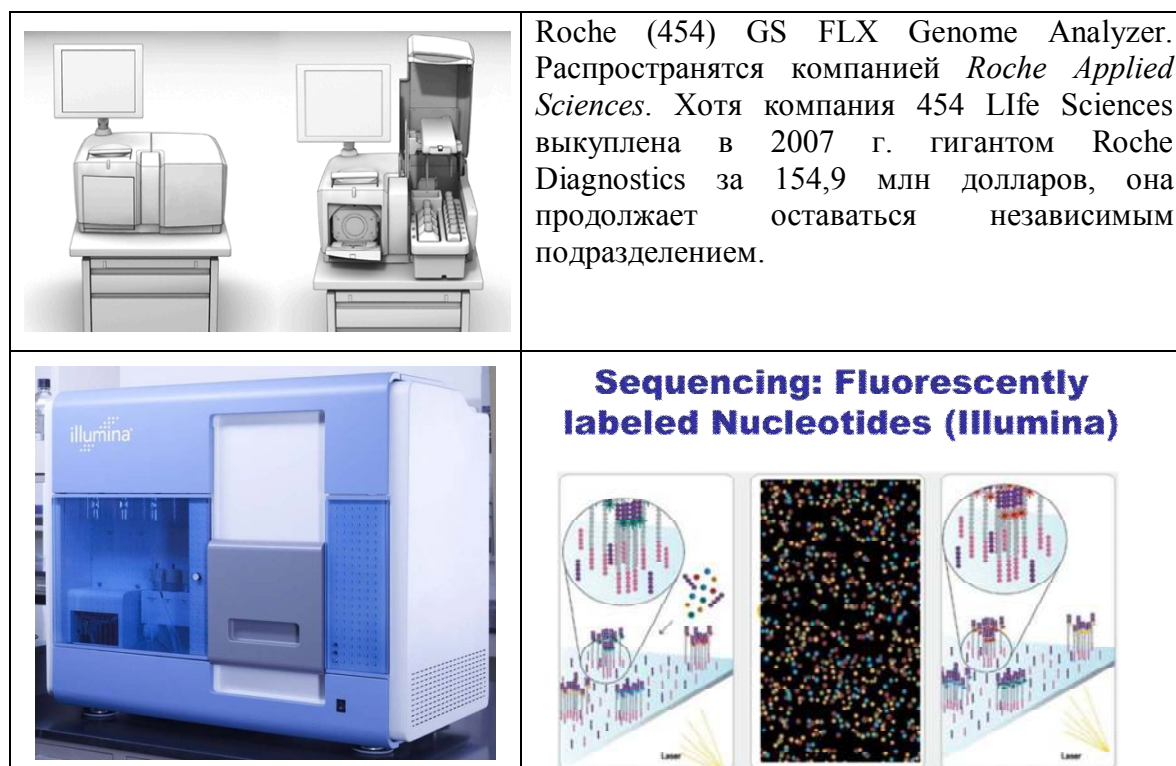 Roche (454) GS FLX Genome Analyzer.
Распространятся компанией Roche Applied
Sciences. Хотя компания 454 LIfe Sciences
выкуплена в 2007 г. гигантом Roche
Diagnostics за 154,9 млн долларов, она
продолжает оставаться независимым
подразделением.
illumina
Sequencing: Fluorescently
labeled Nucleotides (Illumina)
Laser
Laser